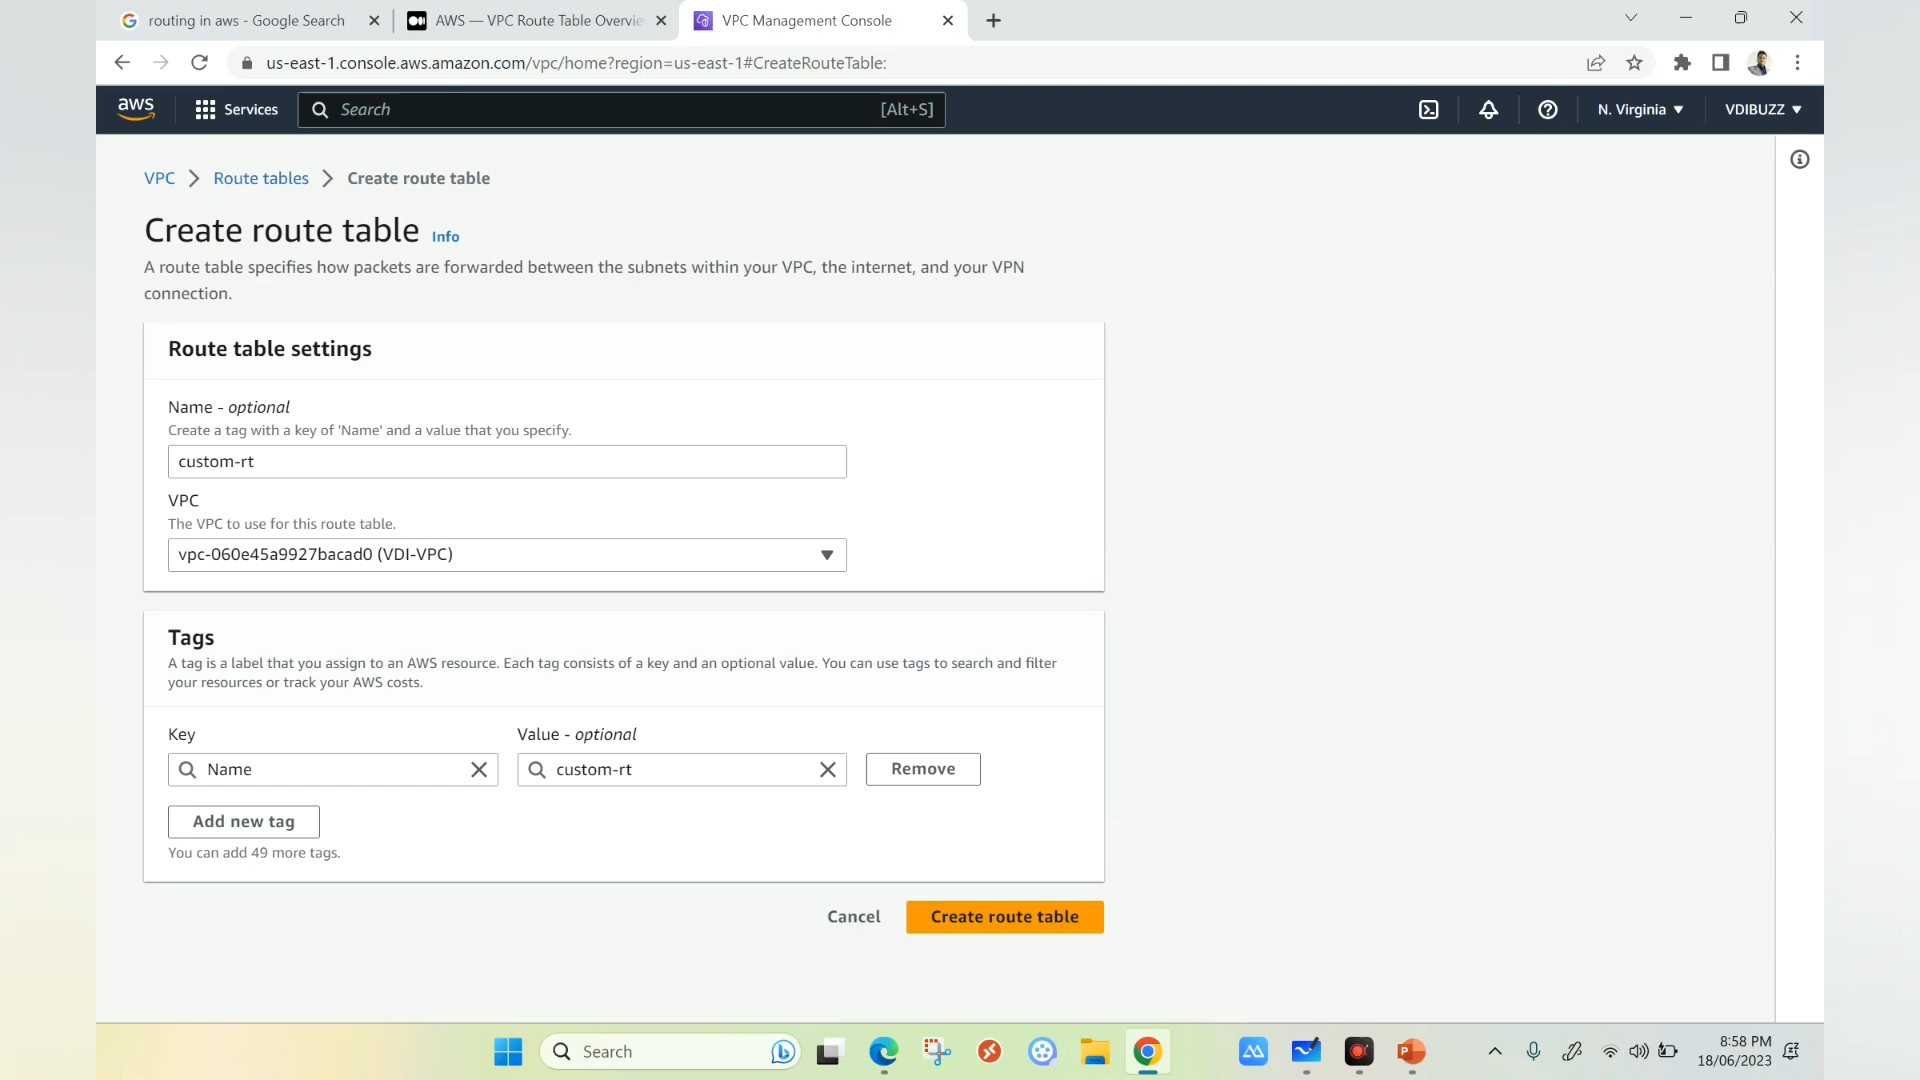 routing in aws - Google Search
AWS — VPC Route Table Overvie
VPC Management Console
us-east-1.console.aws.amazon.com/vpc/home?region=us-east-1#CreateRouteTable:
aws
Services
Search
[Alt+S]
N. Virginia
VDIBUZZ
VPC
Route tables
Create route table
Create route table Info
A route table specifies how packets are forwarded between the subnets within your VPC, the internet, and your VPN
connection.
Route table settings
Name - optional
Create a tag with a key of 'Name' and a value that you specify.
custom-rt
VPC
The VPC to use for this route table.
vpc-060e45a9927bacad0 (VDI-VPC)
Tags
A tag is a label that you assign to an AWS resource. Each tag consists of a key and an optional value. You can use tags to search and filter
your resources or track your AWS costs.
Key
Value - optional
Name
custom-rt
Remove
Add new tag
You can add 49 more tags.
Cancel
Create route table
Search
8:58 PM
18/06/2023